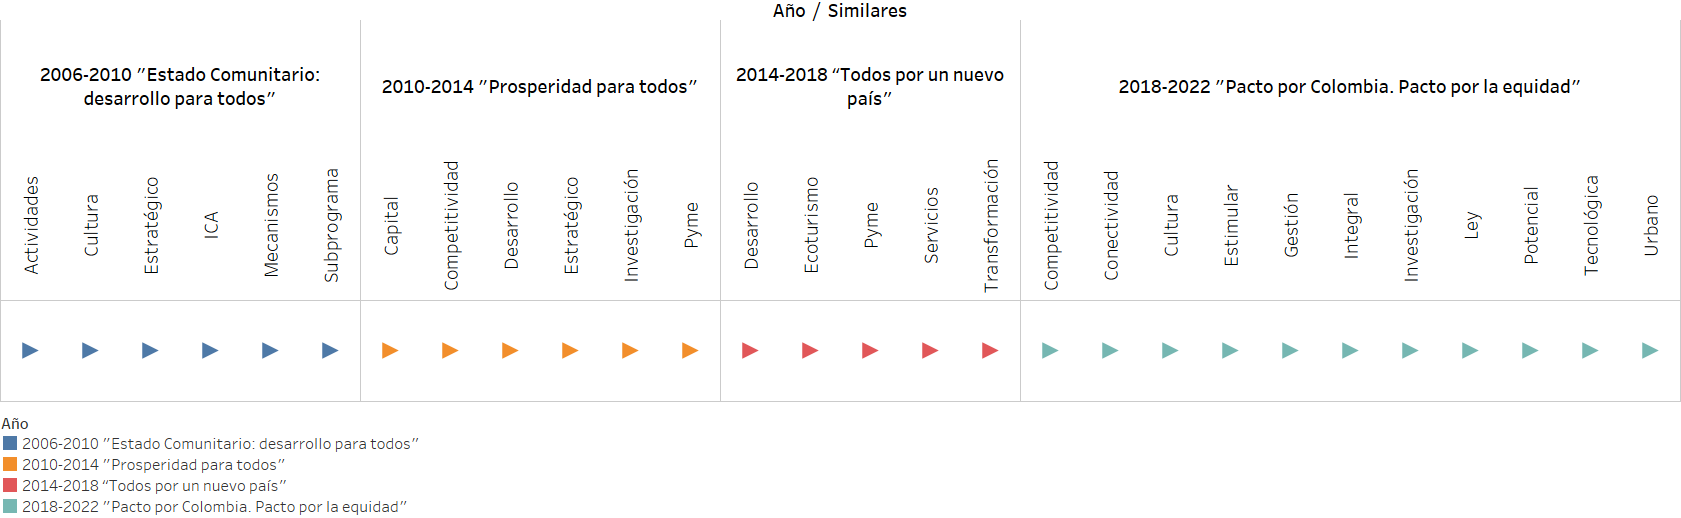 Año / Similares
2006-2010 ”Estado Comunitario:
desarrollo para todos”
2010-2014 ”Prosperidad para todos”
2014-2018 “Todos por un nuevo
país”
2018-2022 ”Pacto por Colombia. Pacto por la equidad”
Actividades
Cultura
Estratégico
ICA
Mecanismos
Subprograma
Capital
Competitividad
Desarrollo
Estratégico
Investigación
Pyme
Desarrollo
Ecoturismo
Pyme
Servicios
Transformación
Competitividad
Conectividad
Cultura
Estimular
Gestión
Integral
Investigación
Ley
Potencial
Tecnológica
Urbano
Año
2006-2010 ”Estado Comunitario: desarrollo para todos”
2010-2014 ”Prosperidad para todos”
2014-2018 “Todos por un nuevo país”
2018-2022 ”Pacto por Colombia. Pacto por la equidad”